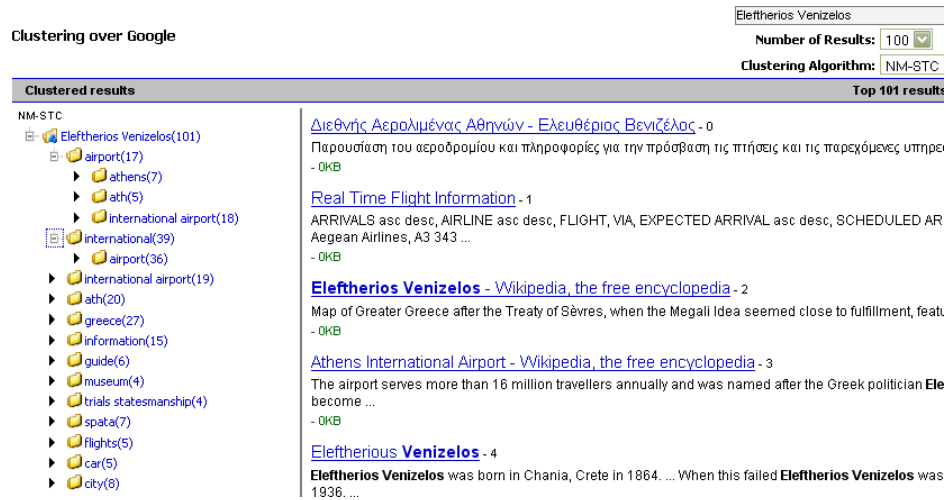 Eleftherios Venizelos
Clustering over Google
Number of Results: 100
Clustering Algorithm: NM-STC
Clustered results
Top 101 results
NM-STC
Eleftherios Venizelos(101)
airport(17)
athens(7)
ath(5)
international airport(18)
international(39)
airport(36)
international airport(19)
ath(20)
greece(27)
information(15)
guide(6)
museum(4)
trials statesmanship(4)
spata(7)
flights(5)
car(5)
city(8)
Διεθνής Αερολιμένας Αθηνών - Ελευθέριος Βενιζέλος - 0
Παρουσίαση του αεροδρομίου και πληροφορίες για την πρόσβαση τις πτήσεις και τις παρεχόμενες υπηρε
- 0KB
Real Time Flight Information - 1
ARRIVALS asc desc, AIRLINE asc desc, FLIGHT, VIA, EXPECTED ARRIVAL asc desc, SCHEDULED AR
Aegean Airlines, A3 343 ...
- 0KB
Eleftherios Venizelos - Wikipedia, the free encyclopedia - 2
Map of Greater Greece after the Treaty of Sèvres, when the Megali Idea seemed close to fulfillment, featu
- 0KB
Athens International Airport - Wikipedia, the free encyclopedia - 3
The airport serves more than 16 million travellers annually and was named after the Greek politician Ele
become ...
- 0KB
Eleftherious Venizelos - 4
Eleftherios Venizelos was born in Chania, Crete in 1864. ... When this failed Eleftherios Venizelos was
1936. ...